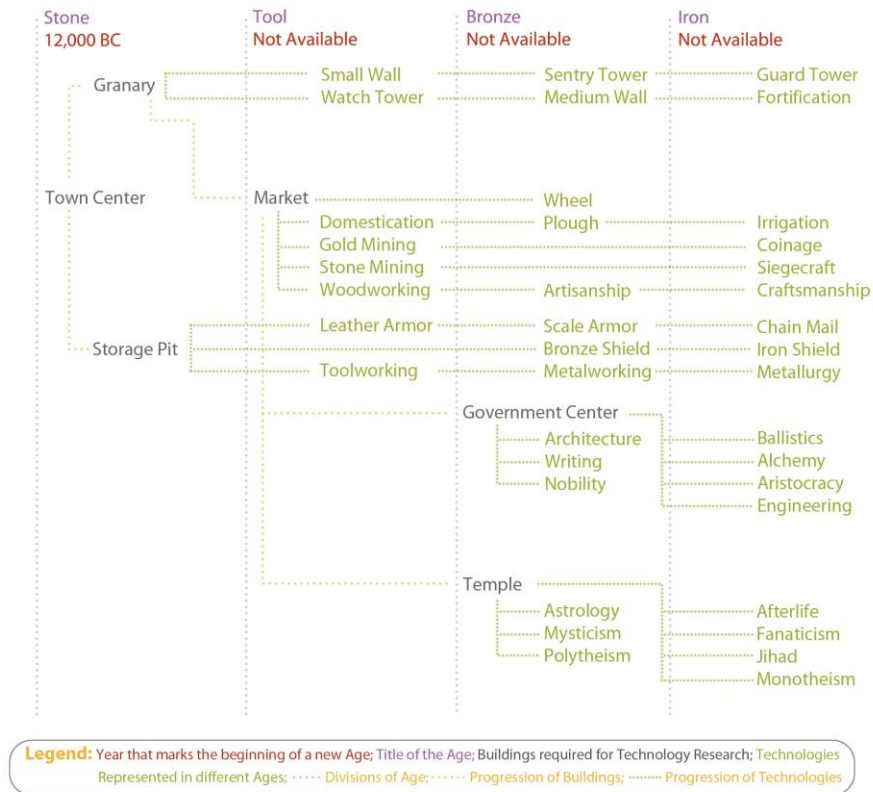 Stone Tool Bronze Iron
12,000 BC Not Available Not Available Not Available
Small Wall Sentry Tower Guard Tower
Granary
Watch Tower Medium Wall Fortification
Town Center Market Wheel
Domestication Plough Irrigation
Gold Mining Coinage
Stone Mining Siegecraft
Woodworking Artisanship Craftsmanship
Leather Armor Scale Armor Chain Mail
Storage Pit Bronze Shield Iron Shield
Toolworking Metalworking Metallurgy
Government Center
Architecture Ballistics
Writing Alchemy
Nobility Aristocracy
Engineering
Temple
Astrology Afterlife
Mysticism Fanaticism
Polytheism Jihad
Monotheism
Legend: Year that marks the beginning of a new Age; Title of the Age; Buildings required for Technology Research; Technologies
Represented in different Ages; Divisions of Age; Progression of Buildings; Progression of Technologies